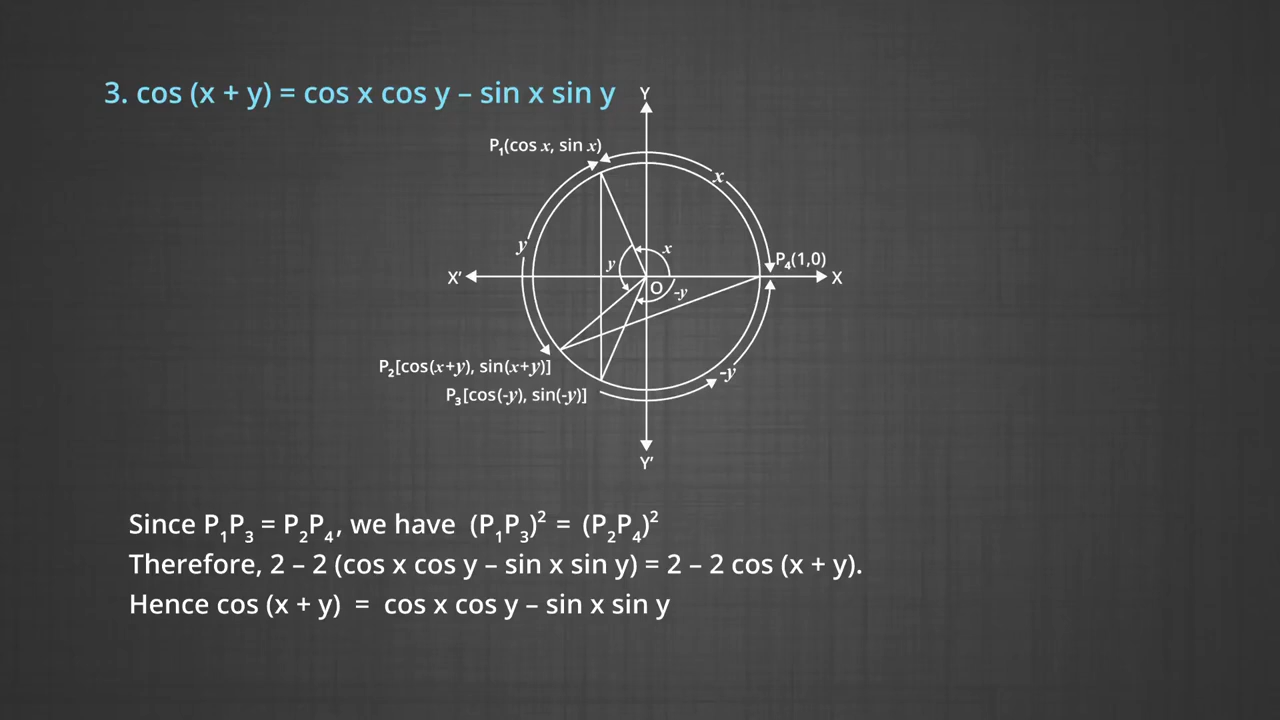 3. cos (x + y) = cos x cos y – sin x sin y
Y
P₁(cos x, sin x)
x
y
x
P₄(1,0)
y
X'
X
O
-y
P₂[cos(x+y), sin(x+y)]
-y
P₃[cos(-y), sin(-y)]
Y'
Since P₁P₃ = P₂P₄, we have (P₁P₃)² = (P₂P₄)²
Therefore, 2 – 2 (cos x cos y – sin x sin y) = 2 – 2 cos (x + y).
Hence cos (x + y) = cos x cos y – sin x sin y